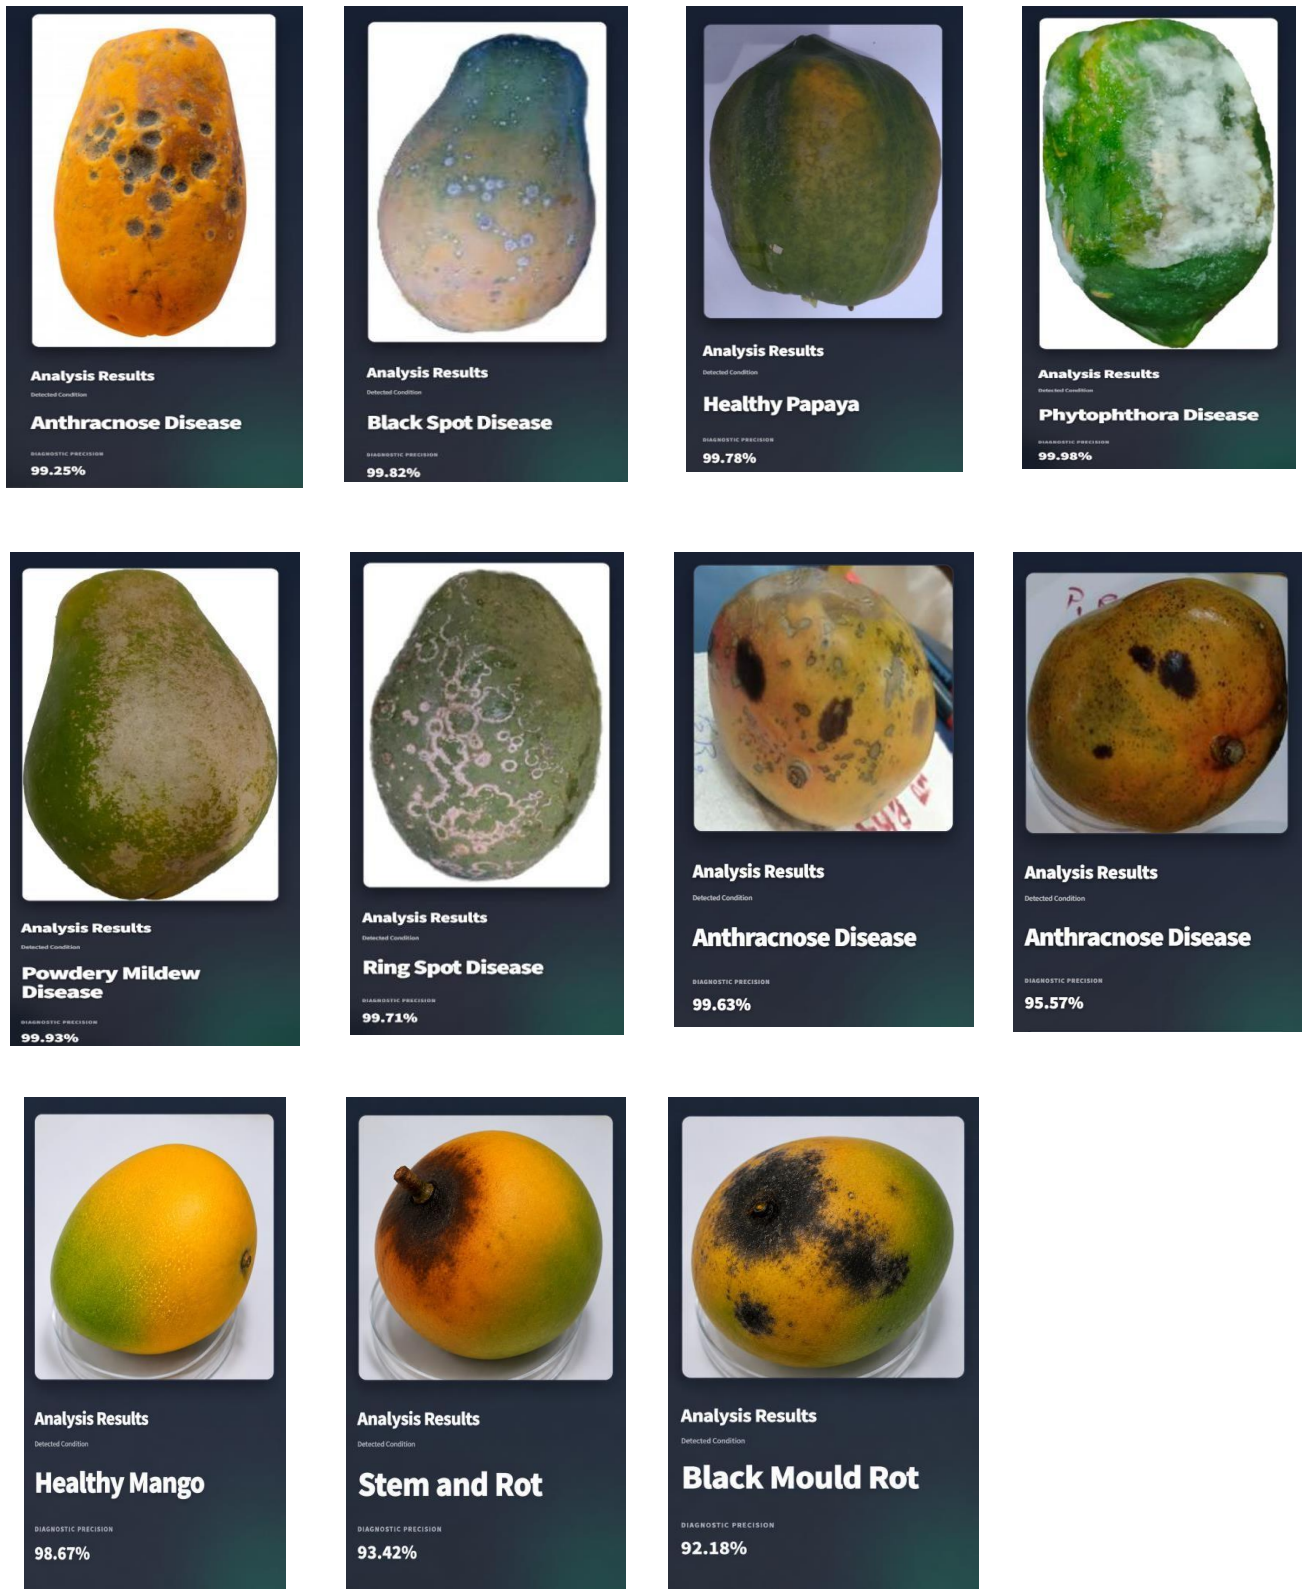 Analysis Results
Detected Condition
Anthracnose Disease
DIAGNOSTIC PRECISION
99.25%
Analysis Results
Detected Condition
Black Spot Disease
DIAGNOSTIC PRECISION
99.82%
Analysis Results
Detected Condition
Healthy Papaya
DIAGNOSTIC PRECISION
99.78%
Analysis Results
Detected Condition
Phytophthora Disease
DIAGNOSTIC PRECISION
99.98%
Analysis Results
Detected Condition
Powdery Mildew
Disease
DIAGNOSTIC PRECISION
99.93%
Analysis Results
Detected Condition
Ring Spot Disease
DIAGNOSTIC PRECISION
99.71%
Analysis Results
Detected Condition
Anthracnose Disease
DIAGNOSTIC PRECISION
99.63%
Analysis Results
Detected Condition
Anthracnose Disease
DIAGNOSTIC PRECISION
95.57%
Analysis Results
Detected Condition
Healthy Mango
DIAGNOSTIC PRECISION
98.67%
Analysis Results
Detected Condition
Stem and Rot
DIAGNOSTIC PRECISION
93.42%
Analysis Results
Detected Condition
Black Mould Rot
DIAGNOSTIC PRECISION
92.18%